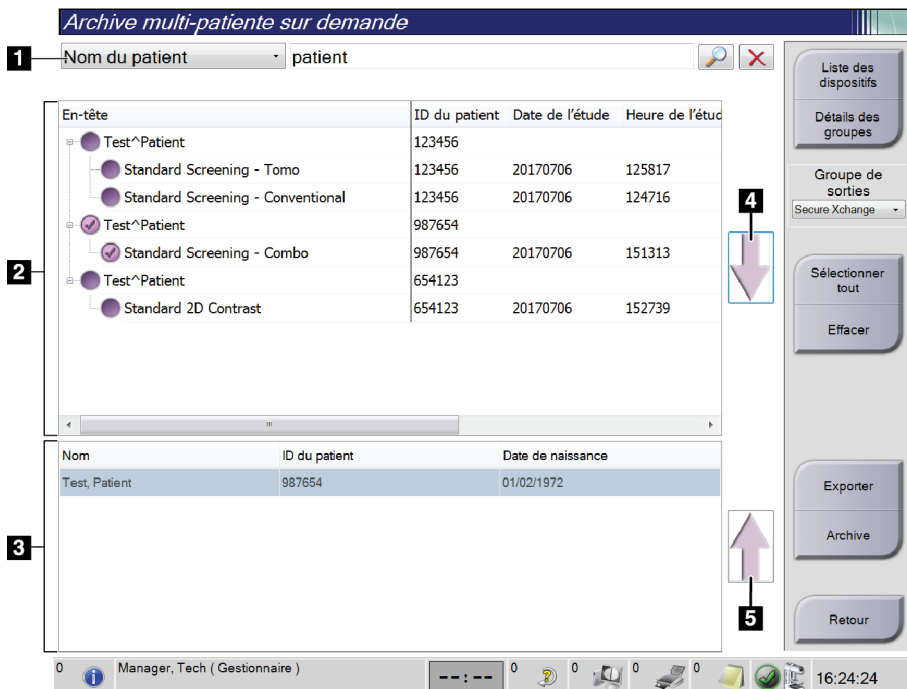 Archive multi-patiente sur demande
1
Nom du patient
patient
Liste des dispositifs
Détails des groupes
Groupe de sorties
Secure Xchange
Sélectionner tout
Effacer
Exporter
Archive
Retour
2
En-tête ID du patient Date de l'étude Heure de l'étud
Test^Patient 123456
Standard Screening - Tomo 123456 20170706 125817
Standard Screening - Conventional 123456 20170706 124716
Test^Patient 987654
Standard Screening - Combo 987654 20170706 151313
Test^Patient 654123
Standard 2D Contrast 654123 20170706 152739
4
3
Nom ID du patient Date de naissance
Test, Patient 987654 01/02/1972
5
0 Manager, Tech ( Gestionnaire ) --:-- 0 0 0 0 16:24:24